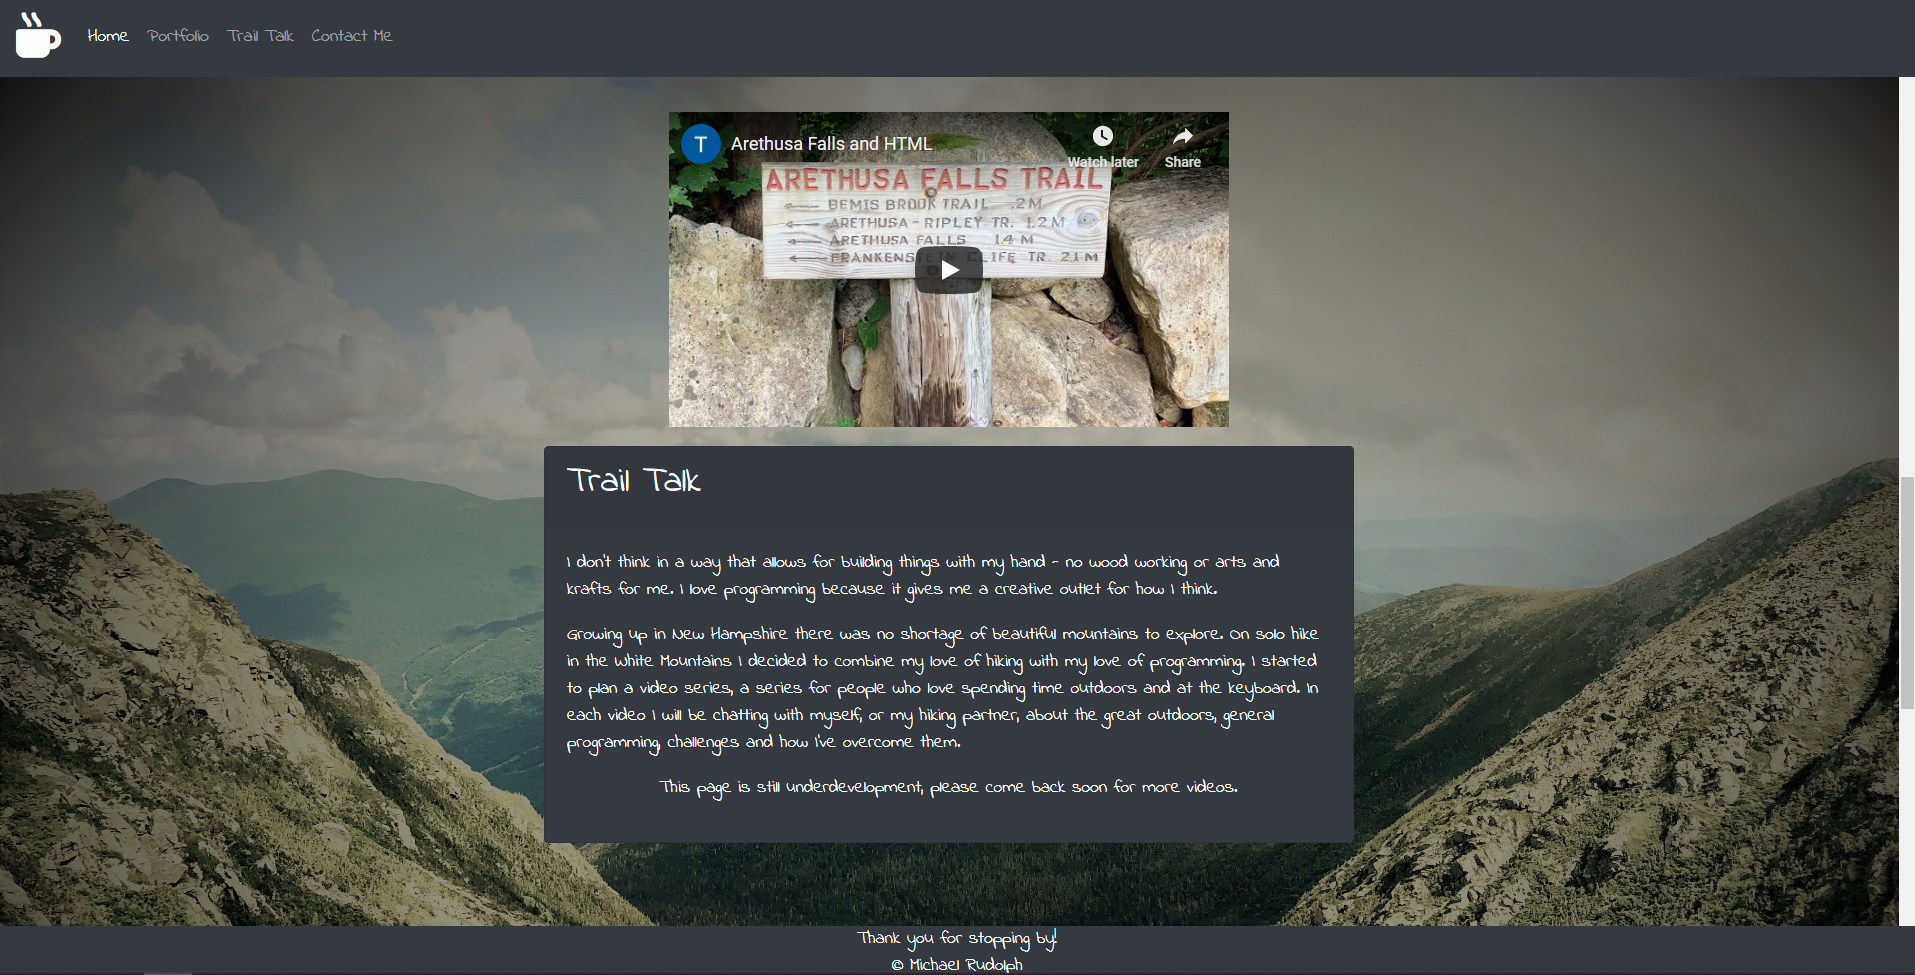 Home Portfolio Trail Talk Contact Me
T Arethusa Falls and HTML Watch later Share
ARETHUSA FALLS TRAIL
BEMIS BROOK TRAIL .2 M
ARETHUSA - RIPLEY TR. 1.2 M
ARETHUSA FALLS 1.4 M
FRANKENSTEIN CLIFF TR. 2.1 M
Trail Talk
I don't think in a way that allows for building things with my hand - no wood working or arts and
krafts for me. I love programming because it gives me a creative outlet for how I think.
Growing up in New Hampshire there was no shortage of beautiful mountains to explore. On solo hike
in the White Mountains I decided to combine my love of hiking with my love of programming. I started
to plan a video series, a series for people who love spending time outdoors and at the keyboard. In
each video I will be chatting with myself, or my hiking partner, about the great outdoors, general
programming, challenges and how I've overcome them.
This page is still underdevelopment, please come back soon for more videos.
Thank you for stopping by!
© Michael Rudolph